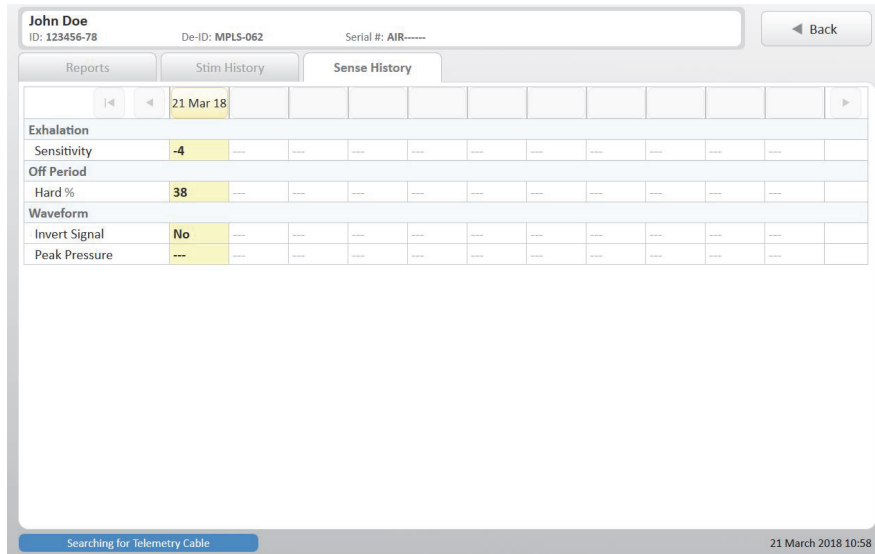 John Doe
ID: 123456-78 De-ID: MPLS-062 Serial #: AIR------
Back
Reports Stim History Sense History
21 Mar 18
Exhalation
Sensitivity -4 --- --- --- --- --- --- --- --- --- ---
Off Period
Hard % 38 --- --- --- --- --- --- --- --- --- ---
Waveform
Invert Signal No --- --- --- --- --- --- --- --- --- ---
Peak Pressure --- --- --- --- --- --- --- --- --- --- ---
Searching for Telemetry Cable 21 March 2018 10:58